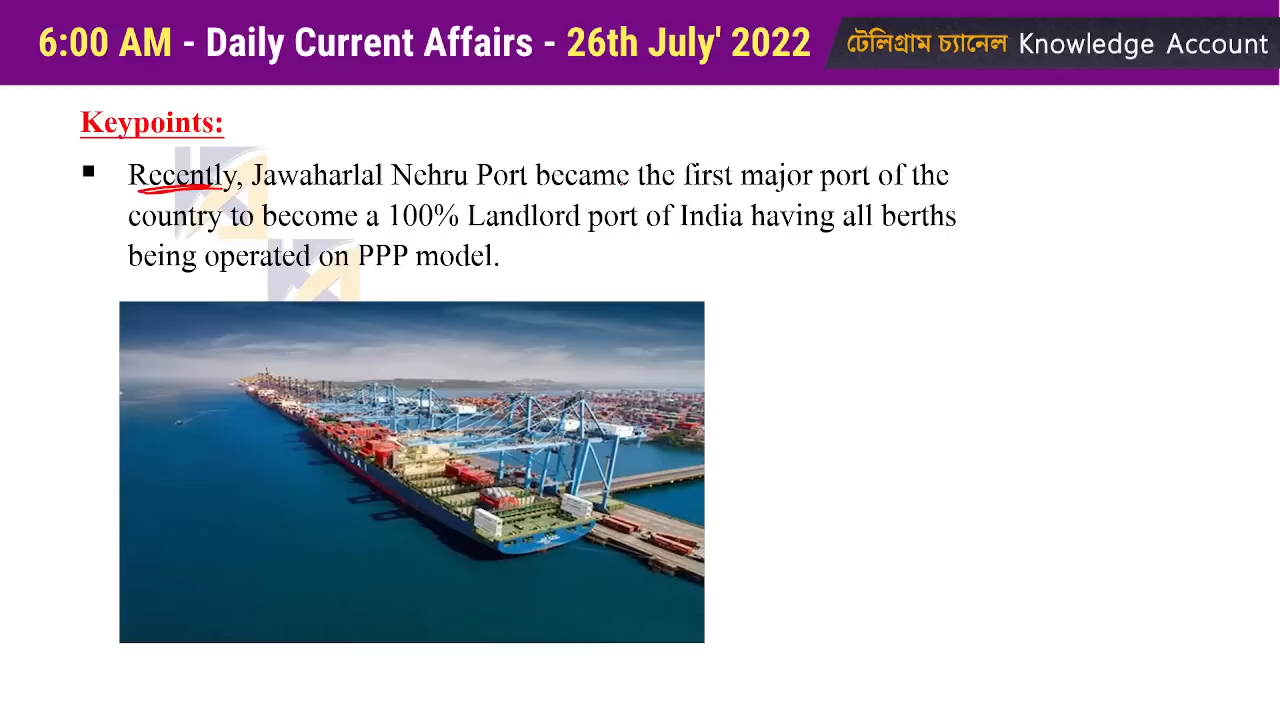 6:00 AM - Daily Current Affairs - 26th July' 2022
টেলিগ্রাম চ্যানেল Knowledge Account
Keypoints:
▪ Recently, Jawaharlal Nehru Port became the first major port of the
country to become a 100% Landlord port of India having all berths
being operated on PPP model.
HYUNDAI